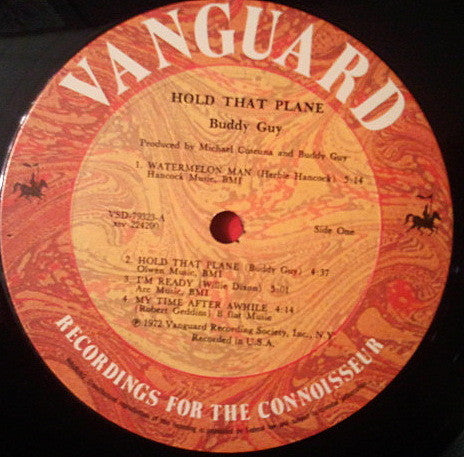 VANGUARD
HOLD THAT PLANE
Buddy Guy
Produced by Michael Cuscuna and Buddy Guy
1. WATERMELON MAN (Herbie Hancock) 5:14
Hancock Music, BMI
VSD-79323-A
xsv 224290
Side One
2. HOLD THAT PLANE (Buddy Guy) 4:37
Olwen Music, BMI
3. I'M READY (Willie Dixon) 5:01
Arc Music, BMI
4. MY TIME AFTER AWHILE 4:14
(Robert Geddins) B flat Music
℗ 1972 Vanguard Recording Society, Inc., N.Y.
Recorded in U.S.A.
RECORDINGS FOR THE CONNOISSEUR